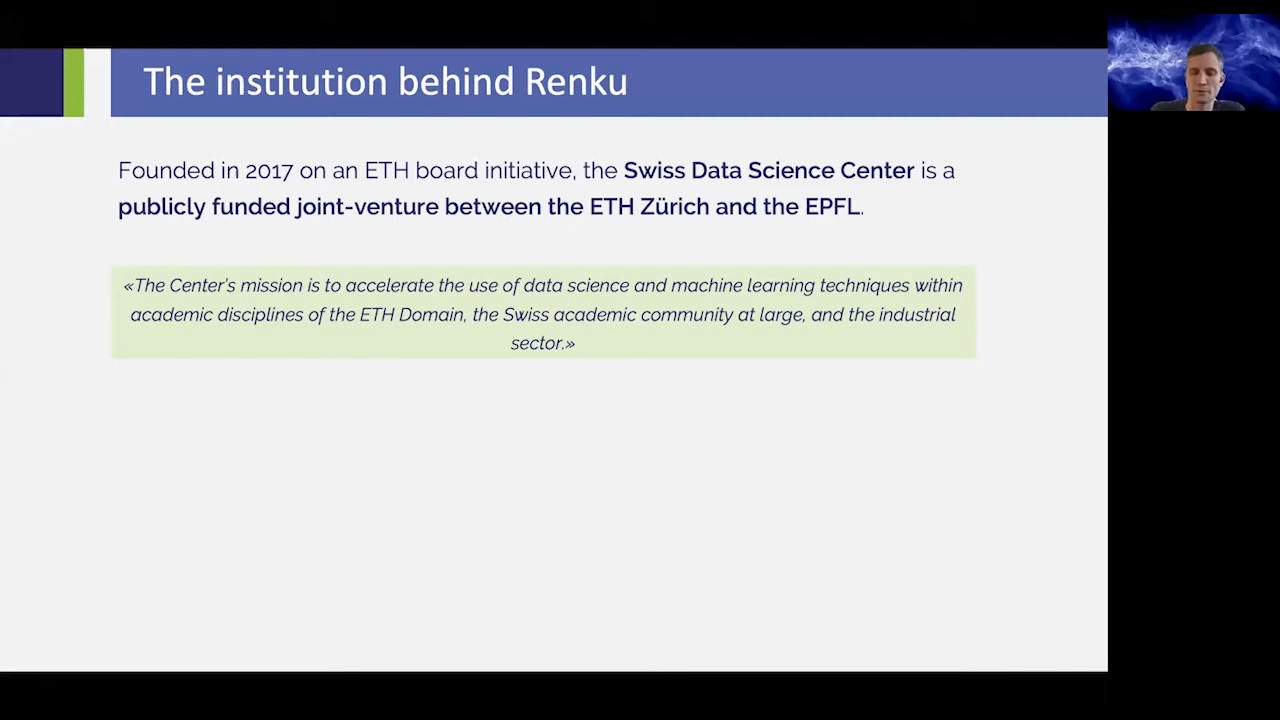 The institution behind Renku
Founded in 2017 on an ETH board initiative, the Swiss Data Science Center is a
publicly funded joint-venture between the ETH Zürich and the EPFL.
«The Center's mission is to accelerate the use of data science and machine learning techniques within
academic disciplines of the ETH Domain, the Swiss academic community at large, and the industrial
sector.»